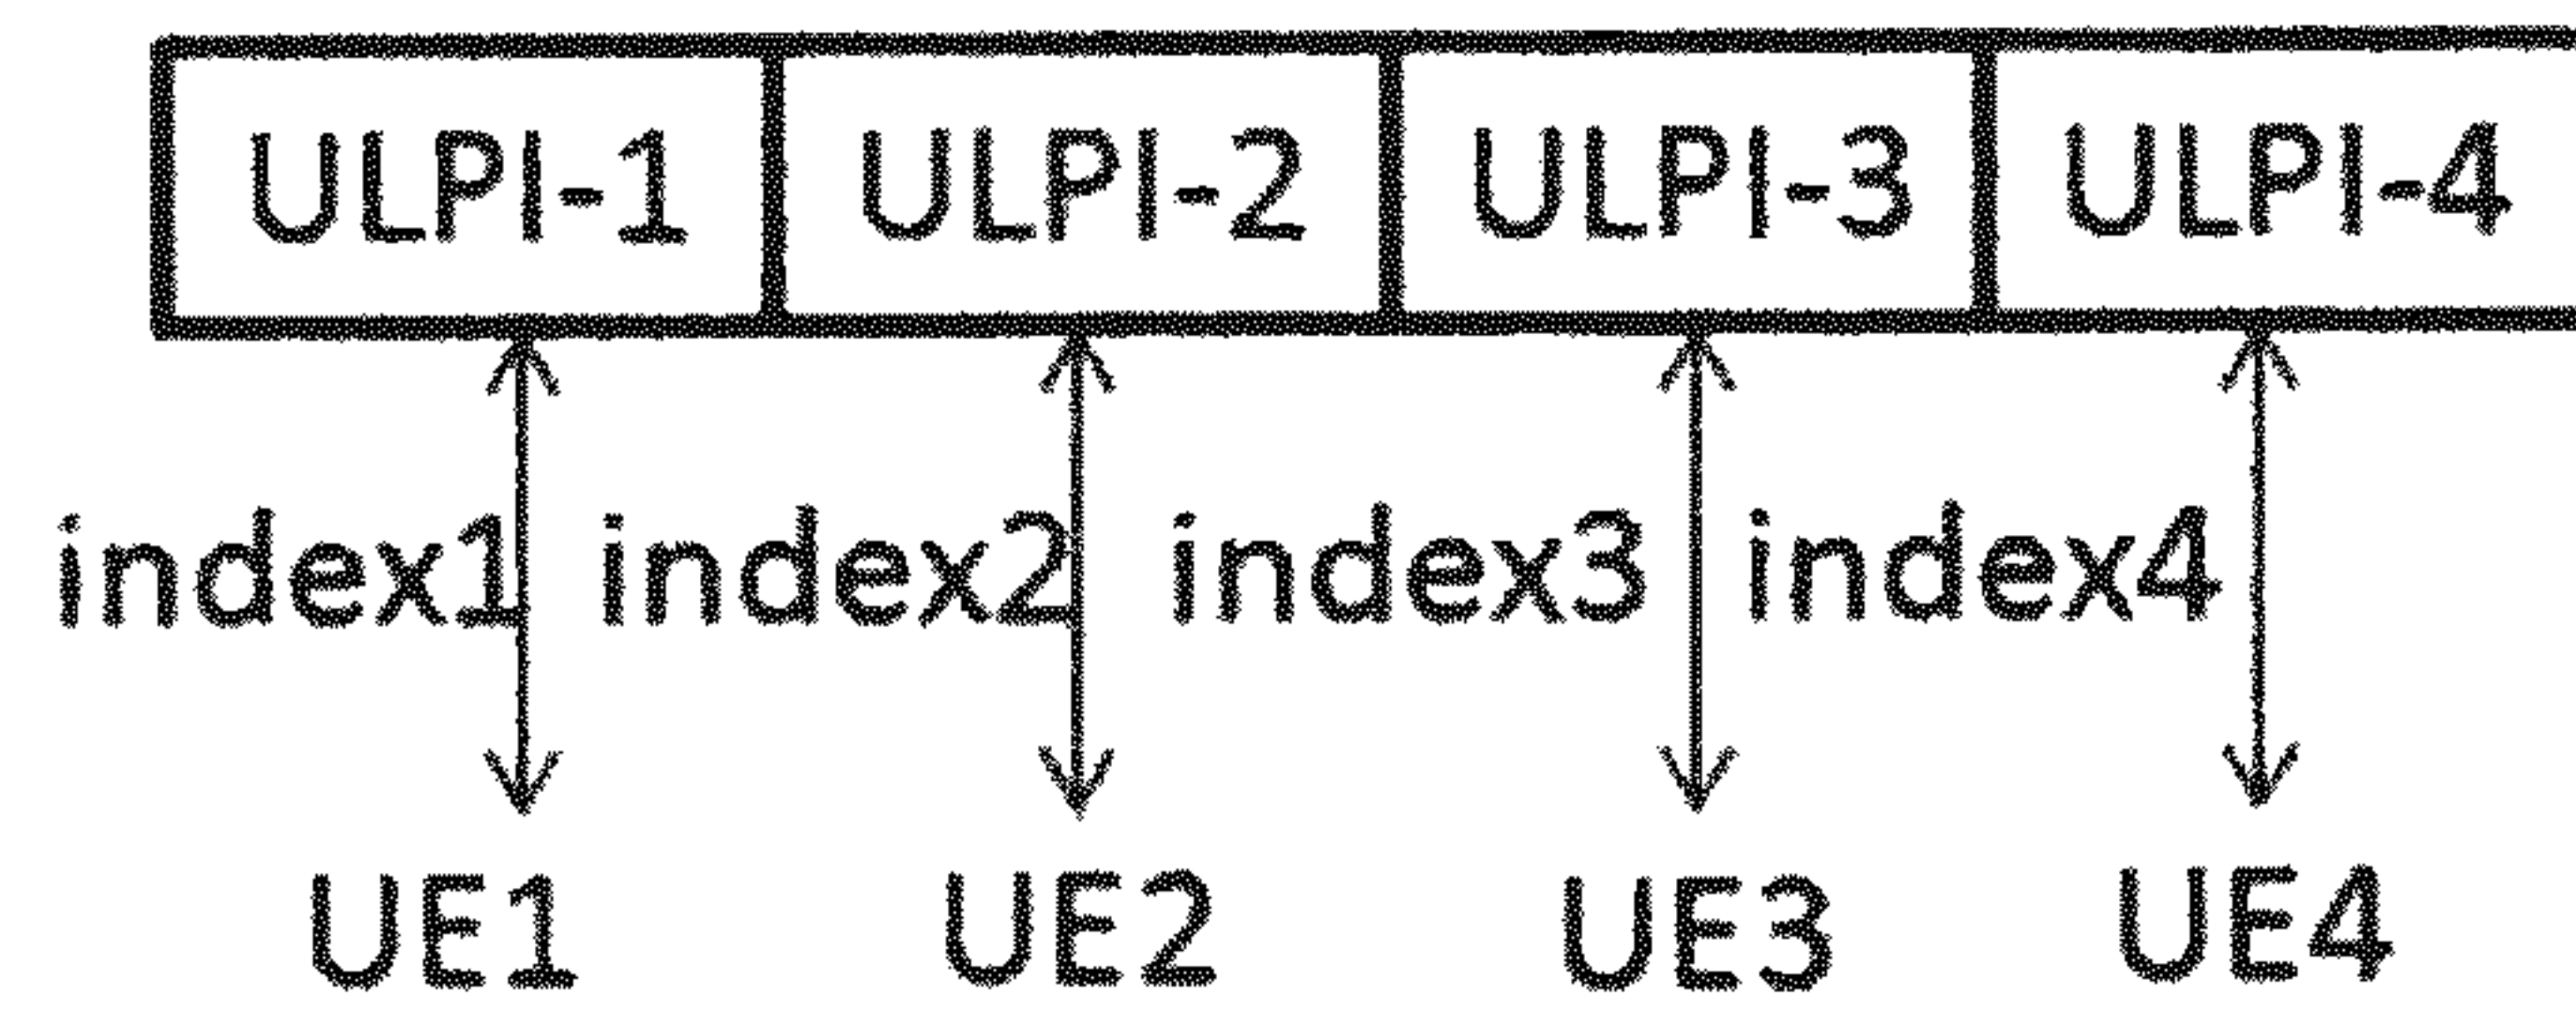 ULPI-1 ULPI-2 ULPI-3 ULPI-4
index1 index2 index3 index4
UE1 UE2 UE3 UE4